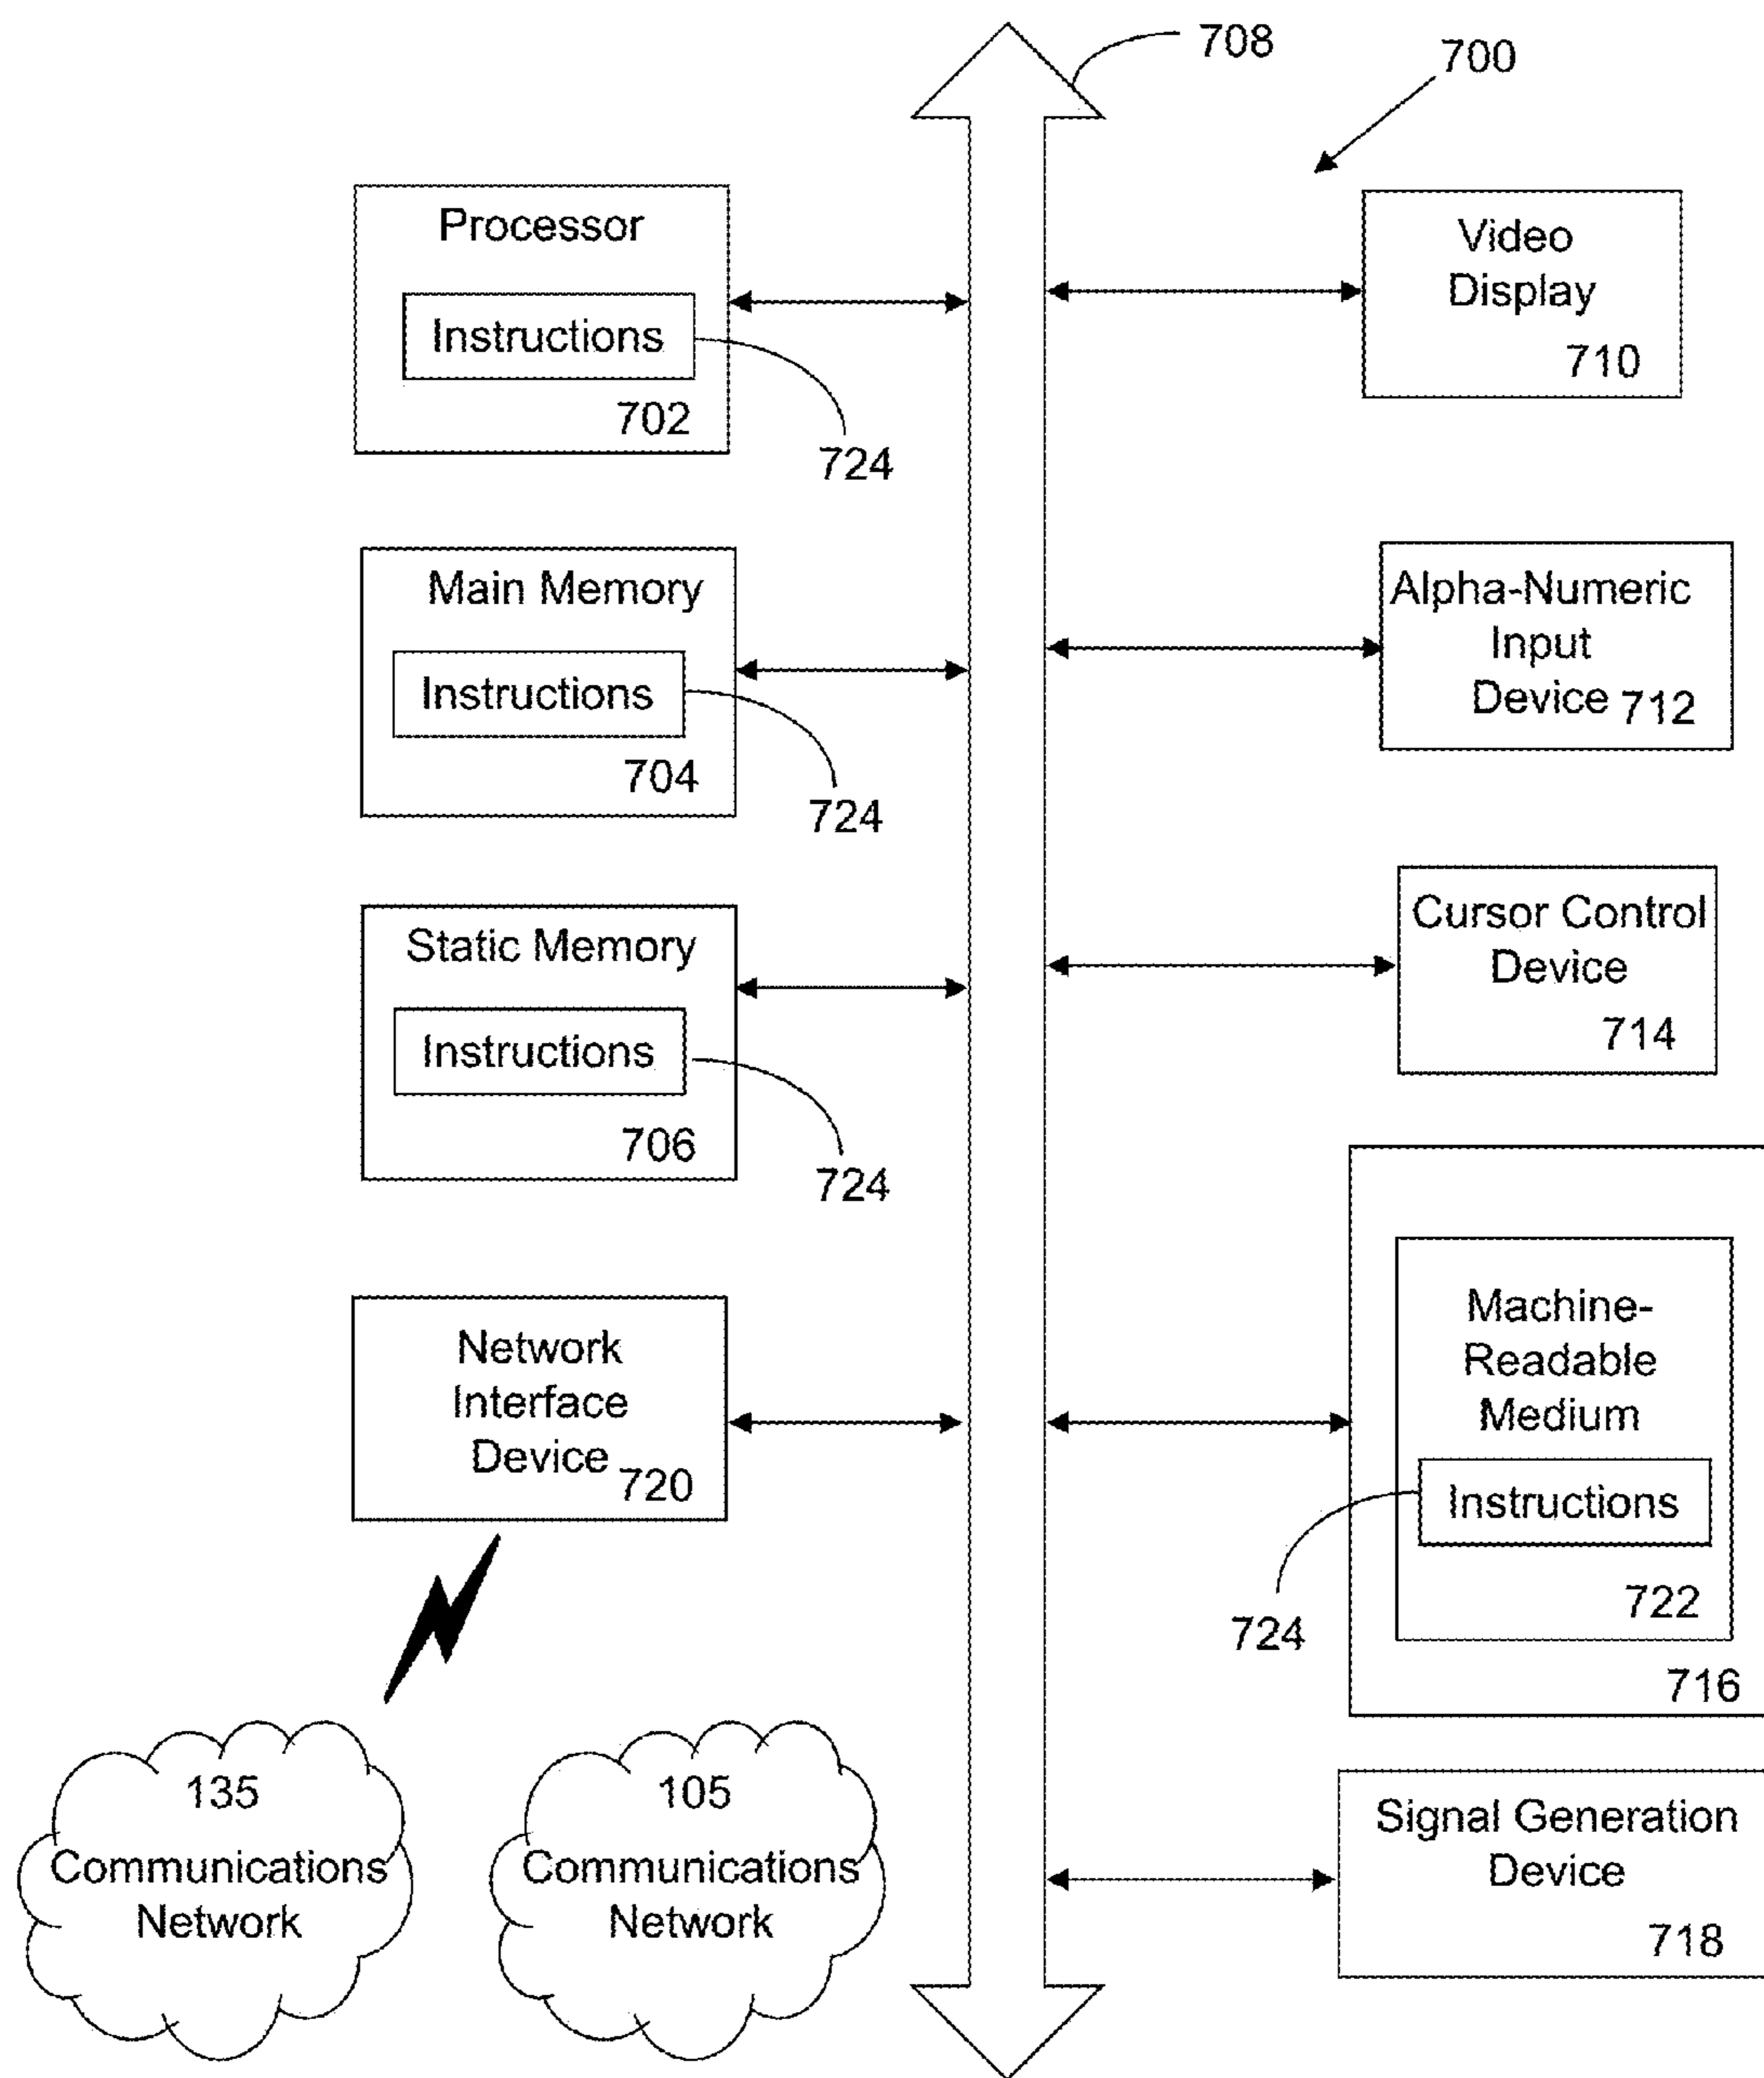 708
700
Processor
Instructions
702
724
Video
Display
710
Main Memory
Instructions
704
724
Alpha-Numeric
Input
Device 712
Static Memory
Instructions
706
724
Cursor Control
Device
714
Network
Interface
Device 720
Machine-
Readable
Medium
Instructions
722
724
716
135
Communications
Network
105
Communications
Network
Signal Generation
Device
718